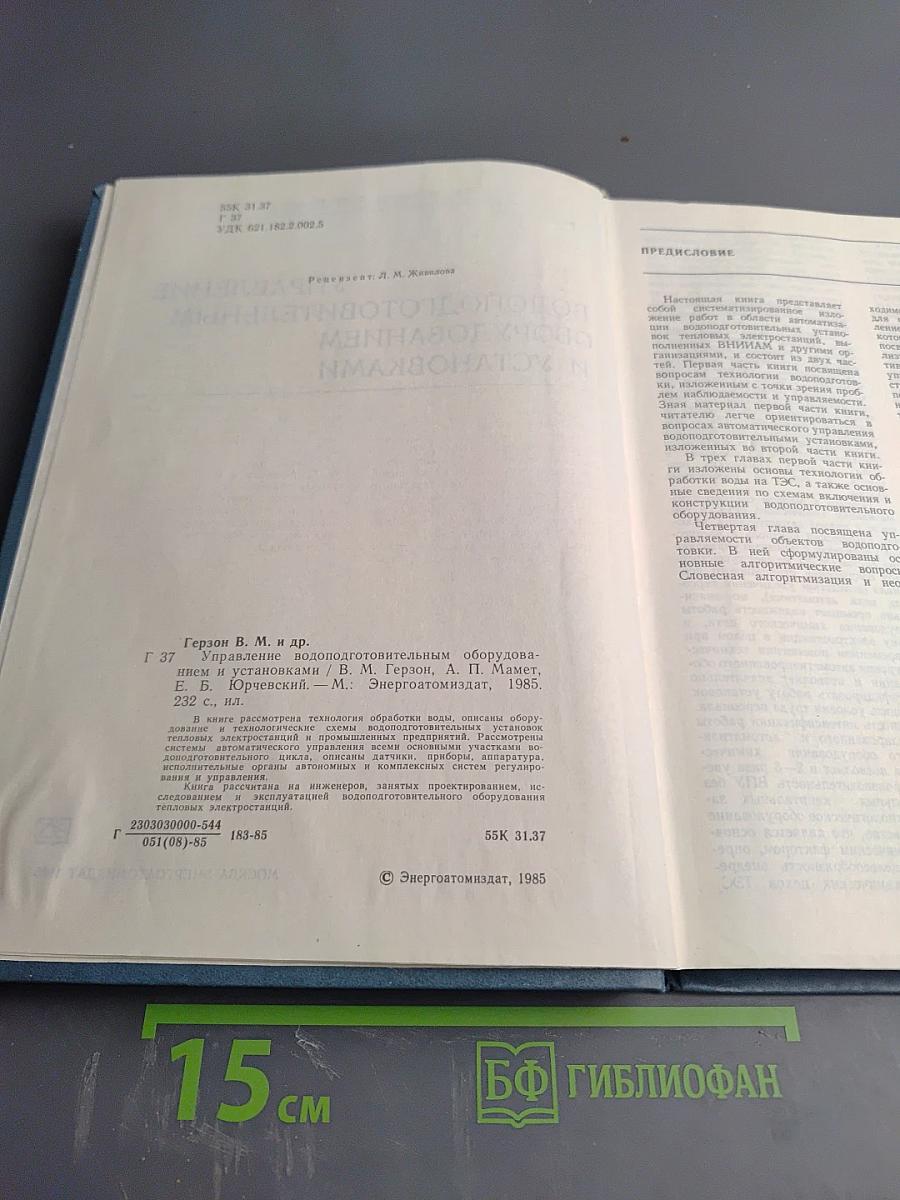 ББК 31.37
Г 37
УДК 621.182.2.002.5
Рецензент: Л. М. Живилова
Герзон В. М. и др.
Г 37 Управление водоподготовительным оборудова-
нием и установками / В. М. Герзон, А. П. Мамет,
Е. Б. Юрчевский. — М.: Энергоатомиздат, 1985.
232 с., ил.
В книге рассмотрена технология обработки воды, описаны обору-
дование и технологические схемы водоподготовительных установок
тепловых электростанций и промышленных предприятий. Рассмотрены
системы автоматического управления всеми основными участками во-
доподготовительного цикла, описаны датчики, приборы, аппаратура,
исполнительные органы автономных и комплексных систем регулиро-
вания и управления.
Книга рассчитана на инженеров, занятых проектированием, ис-
следованием и эксплуатацией водоподготовительного оборудования
тепловых электростанций.
Г 2303030000-544
051(08)-85 183-85 ББК 31.37
© Энергоатомиздат, 1985
ПРЕДИСЛОВИЕ
Настоящая книга представляет
собой систематизированное изло-
жение работ в области автоматиза-
ции водоподготовительных устано-
вок тепловых электростанций, вы-
полненных ВНИИАМ и другими ор-
ганизациями, и состоит из двух час-
тей. Первая часть книги посвящена
вопросам технологии водоподготов-
ки, изложенным с точки зрения проб-
лем наблюдаемости и управляемости.
Зная материал первой части книги,
читателю легче ориентироваться в
вопросах автоматического управления
водоподготовительными установками,
изложенных во второй части книги.
В трех главах первой части кни-
ги изложены основы технологии об-
работки воды на ТЭС, а также основ-
ные сведения по схемам включения и
конструкции водоподготовительного
оборудования.
Четвертая глава посвящена уп-
равляемости объектов водоподго-
товки. В ней сформулированы ос
новные алгоритмические вопрос
Словесная алгоритмизация и нео
15 см
БФ ГИБЛИОФАН